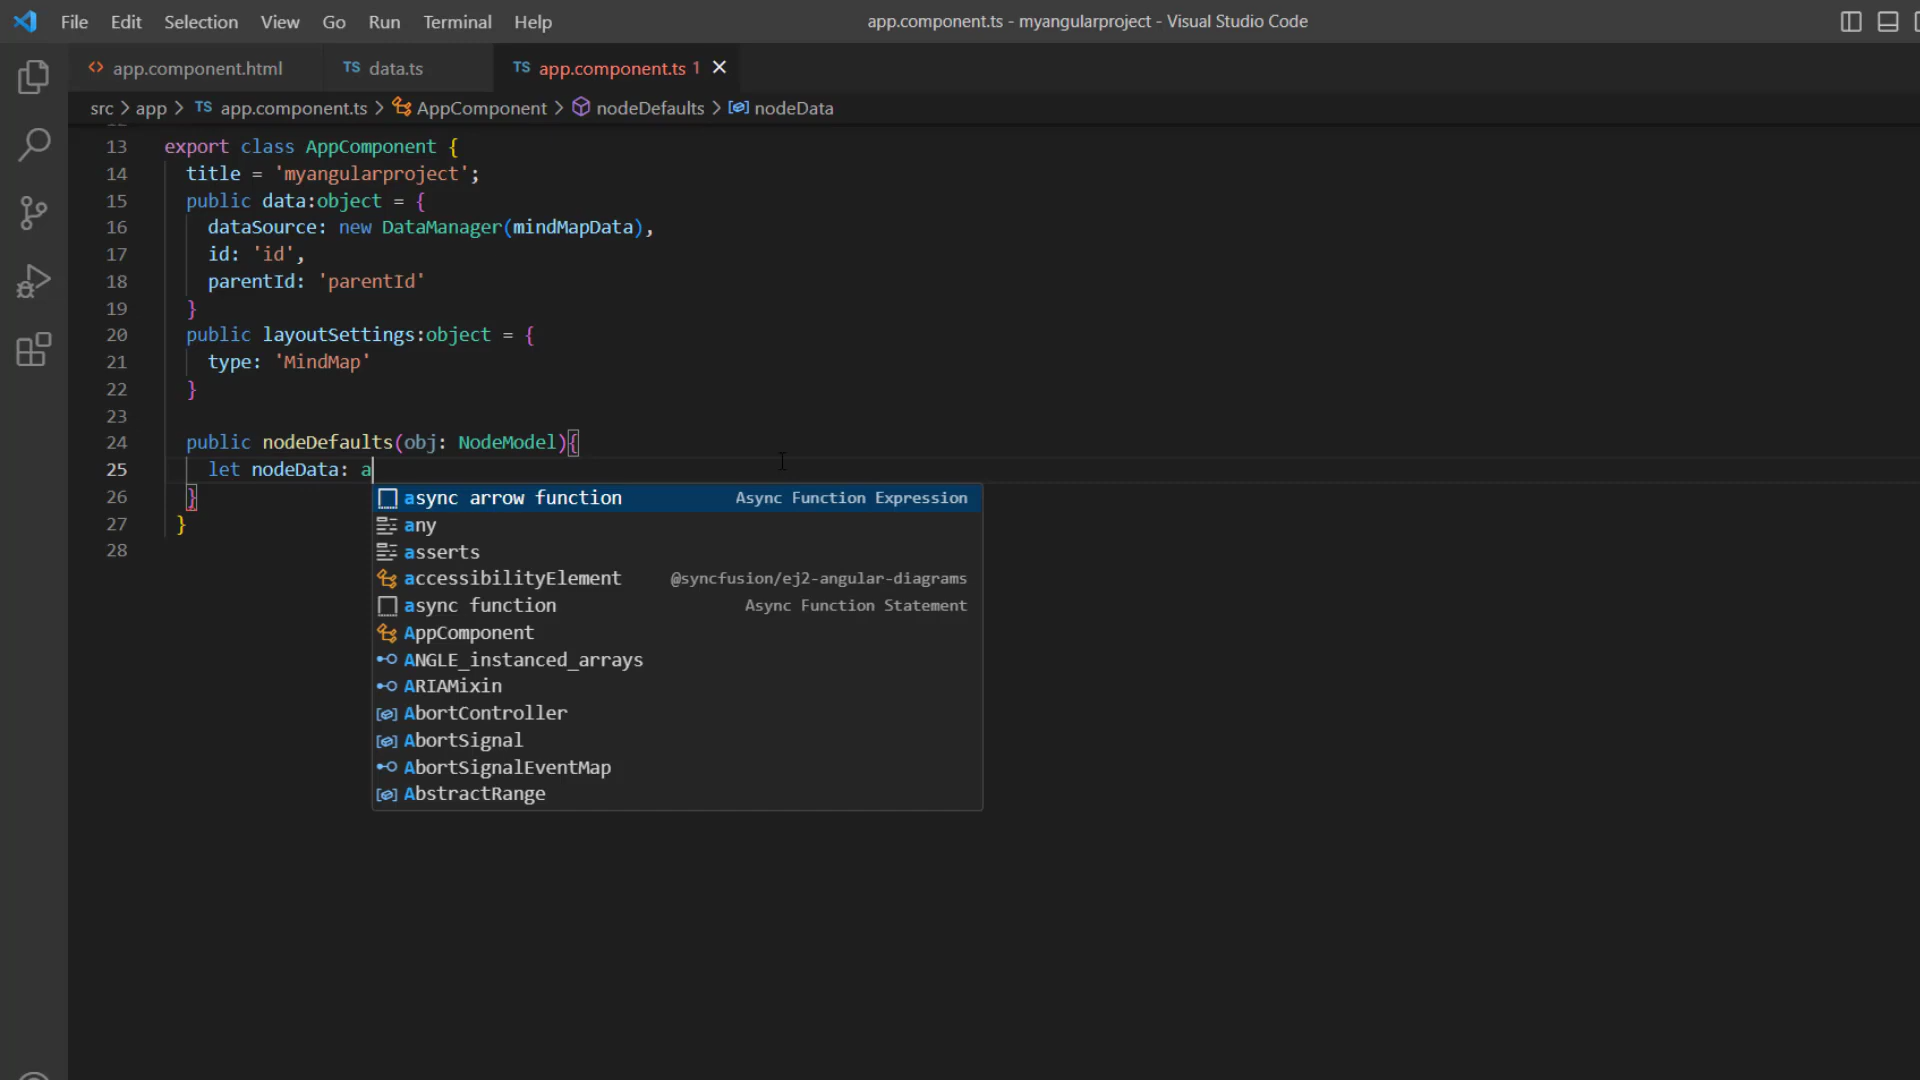 File Edit Selection View Go Run Terminal Help app.component.ts - myangularproject - Visual Studio Code
<> app.component.html TS data.ts TS app.component.ts 1 ×
src > app > TS app.component.ts > AppComponent > nodeDefaults > nodeData
13 export class AppComponent {
14 title = 'myangularproject';
15 public data:object = {
16 dataSource: new DataManager(mindMapData),
17 id: 'id',
18 parentId: 'parentId'
19 }
20 public layoutSettings:object = {
21 type: 'MindMap'
22 }
23
24 public nodeDefaults(obj: NodeModel){
25 let nodeData: a
26 }
27 }
28
async arrow function Async Function Expression
any
asserts
accessibilityElement @syncfusion/ej2-angular-diagrams
async function Async Function Statement
AppComponent
ANGLE_instanced_arrays
ARIAMixin
AbortController
AbortSignal
AbortSignalEventMap
AbstractRange